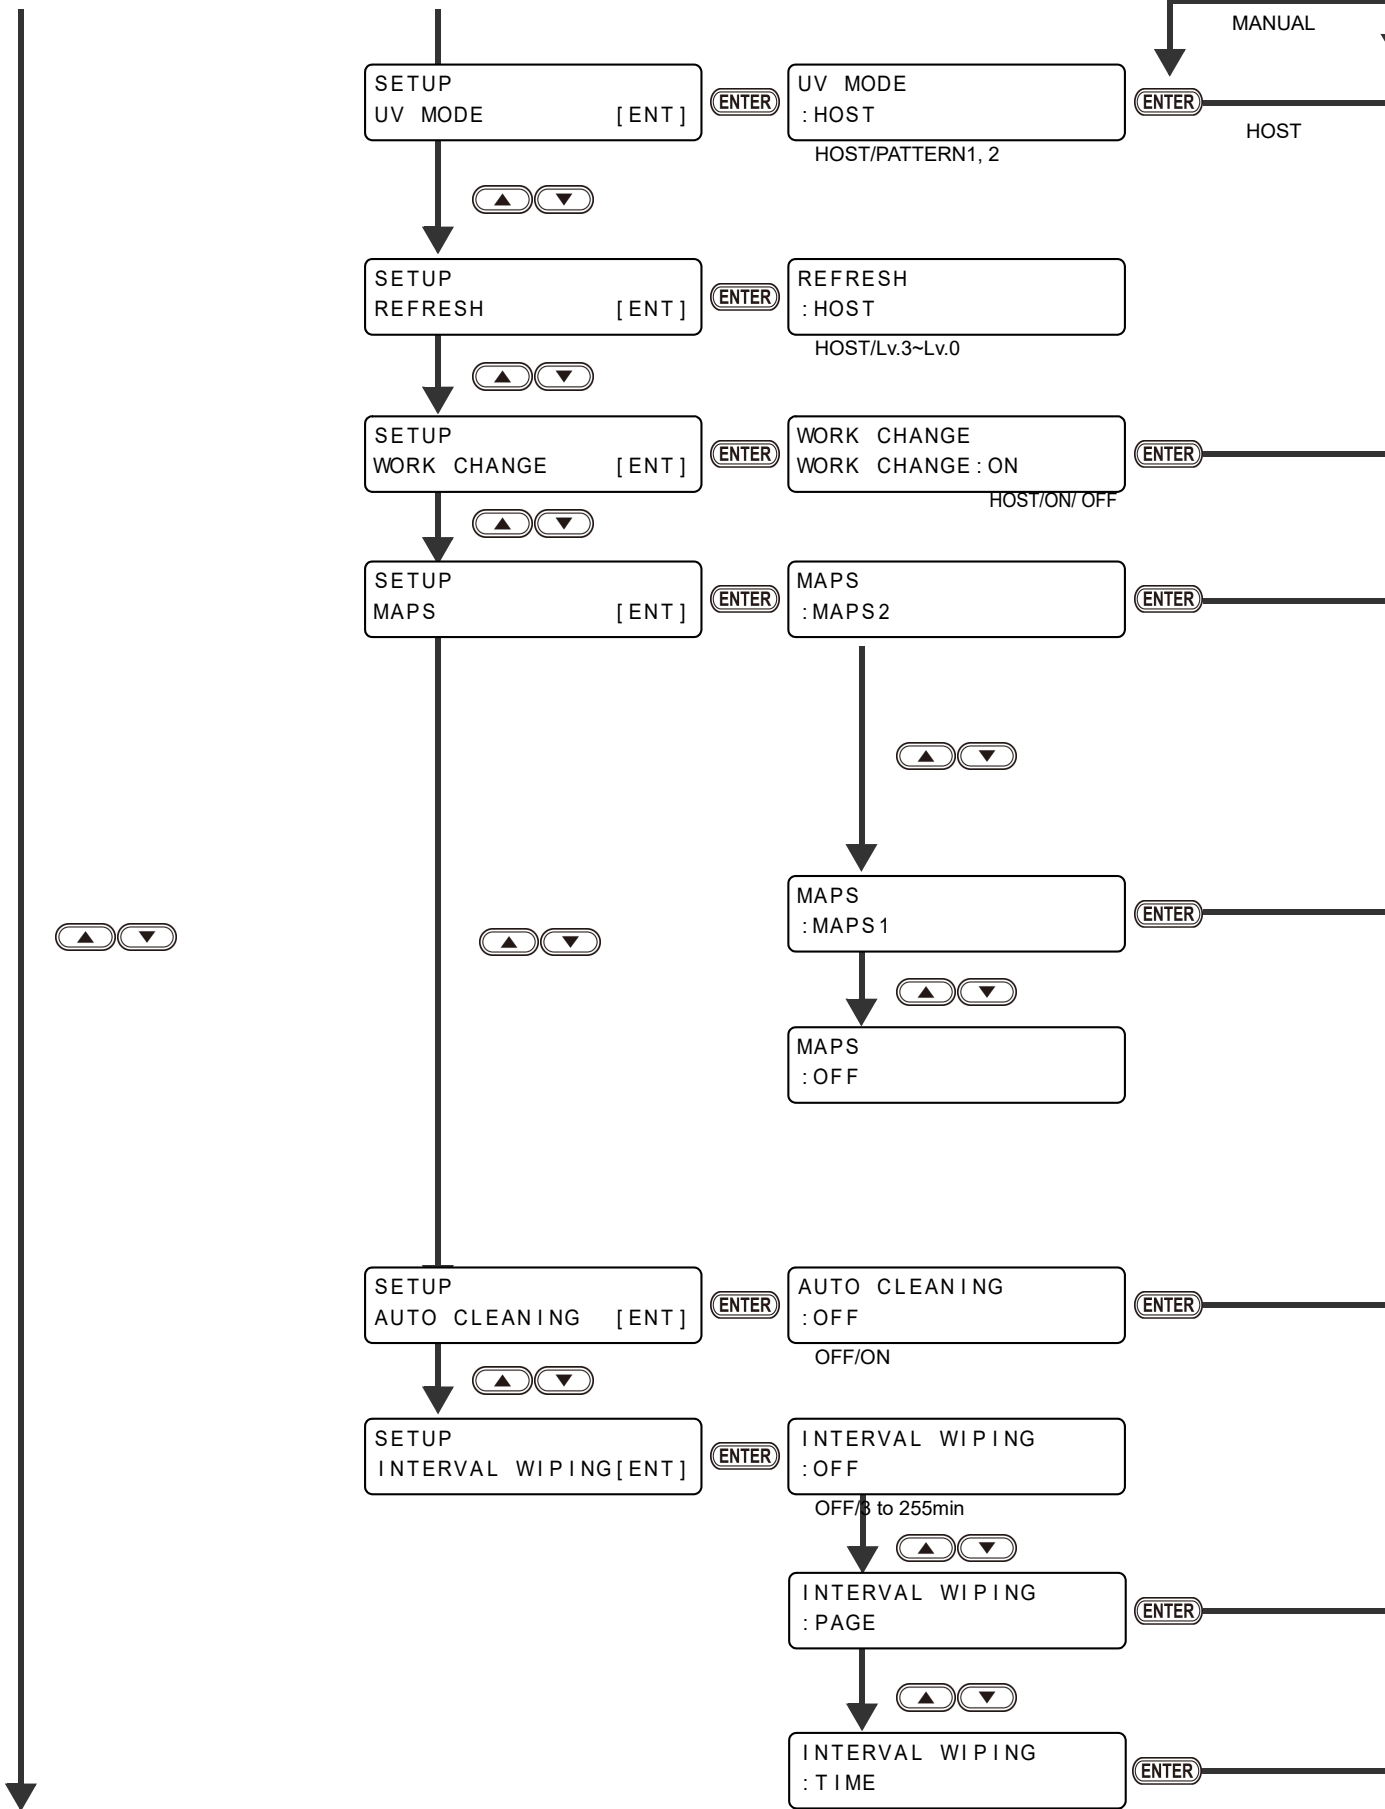 MANUAL
SETUP
UV MODE [ENT]
ENTER
UV MODE
:HOST
ENTER
HOST
HOST/PATTERN1, 2
SETUP
REFRESH [ENT]
ENTER
REFRESH
:HOST
HOST/Lv.3~Lv.0
SETUP
WORK CHANGE [ENT]
ENTER
WORK CHANGE
WORK CHANGE:ON
ENTER
HOST/ON/ OFF
SETUP
MAPS [ENT]
ENTER
MAPS
:MAPS2
ENTER
MAPS
:MAPS1
ENTER
MAPS
:OFF
SETUP
AUTO CLEANING [ENT]
ENTER
AUTO CLEANING
:OFF
ENTER
OFF/ON
SETUP
INTERVAL WIPING[ENT]
ENTER
INTERVAL WIPING
:OFF
OFF/3 to 255min
INTERVAL WIPING
:PAGE
ENTER
INTERVAL WIPING
:TIME
ENTER